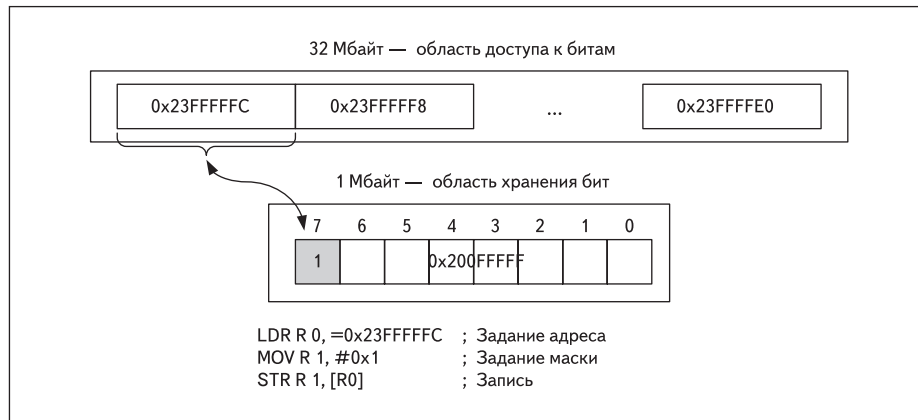 32 Мбайт — область доступа к битам
0x23FFFFFC 0x23FFFFF8 ... 0x23FFFFE0
1 Мбайт — область хранения бит
7 6 5 4 3 2 1 0
1 0x200FFFFF
LDR R 0, =0x23FFFFFC ; Задание адреса
MOV R 1, #0x1 ; Задание маски
STR R 1, [R0] ; Запись